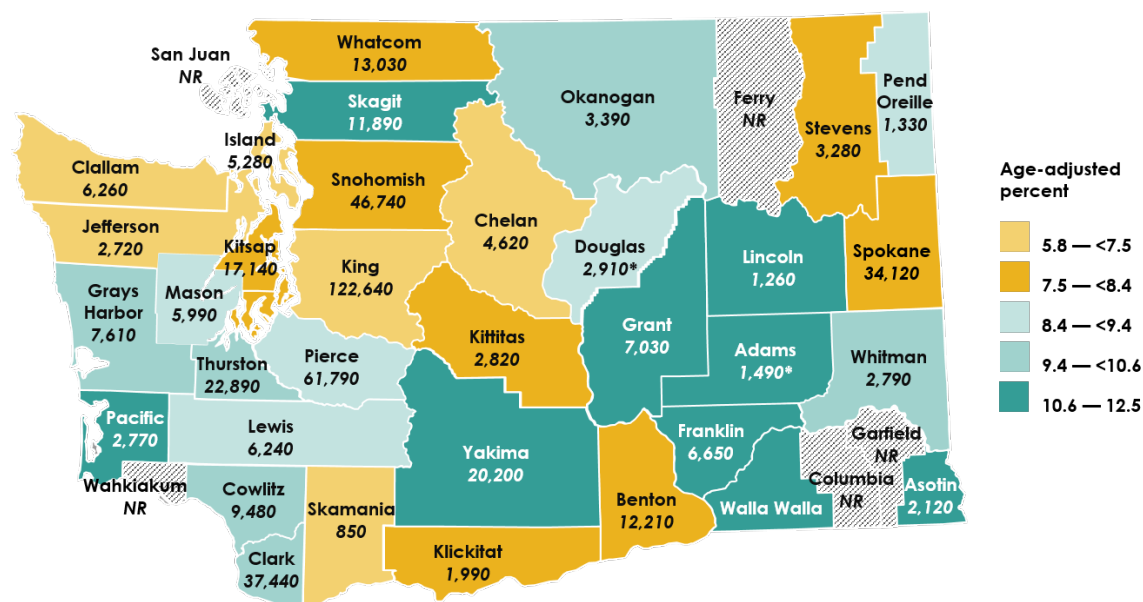 San Juan
NR
Whatcom
13,030
Skagit
11,890
Okanogan
3,390
Ferry
NR
Stevens
3,280
Pend
Oreille
1,330
Island
5,280
Clallam
6,260
Snohomish
46,740
Chelan
4,620
Jefferson
2,720
Kitsap
17,140
King
122,640
Douglas
2,910*
Lincoln
1,260
Spokane
34,120
Grays
Harbor
7,610
Mason
5,990
Kittitas
2,820
Grant
7,030
Adams
1,490*
Whitman
2,790
Thurston
22,890
Pierce
61,790
Pacific
2,770
Lewis
6,240
Yakima
20,200
Franklin
6,650
Garfield
NR
Columbia
NR
Wahkiakum
NR
Cowlitz
9,480
Skamania
850
Benton
12,210
Walla Walla
Asotin
2,120
Clark
37,440
Klickitat
1,990
Age-adjusted
percent
5.8 — <7.5
7.5 — <8.4
8.4 — <9.4
9.4 — <10.6
10.6 — 12.5